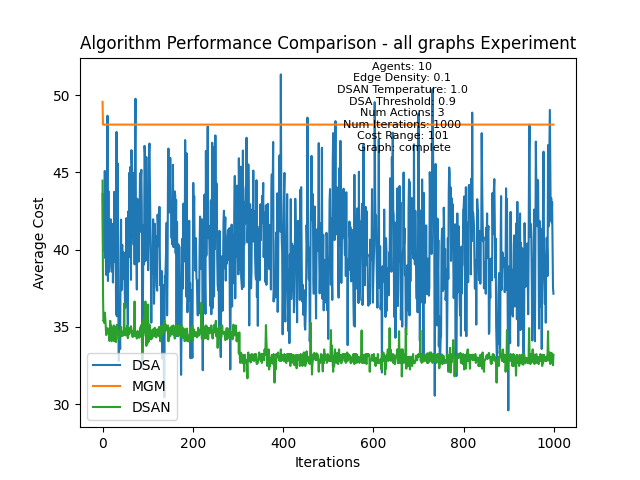 Algorithm Performance Comparison - all graphs Experiment
Agents: 10
Edge Density: 0.1
DSAN Temperature: 1.0
DSA Threshold: 0.9
Num Actions: 3
Num Iterations: 1000
Cost Range: 101
Graph: complete
50
45
40
35
30
Average Cost
DSA
MGM
DSAN
0
200
400
600
800
1000
Iterations